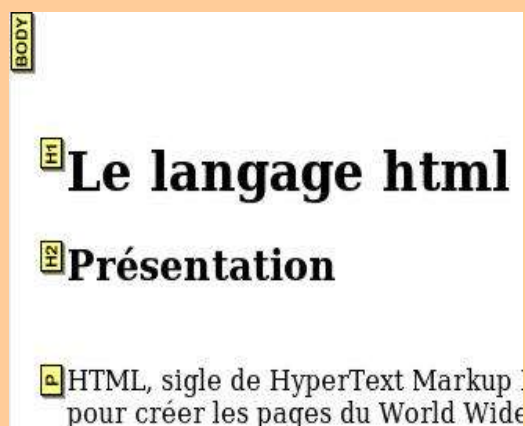 BODY
H1
Le langage html
H2
Présentation
P
HTML, sigle de HyperText Markup
pour créer les pages du World Wide